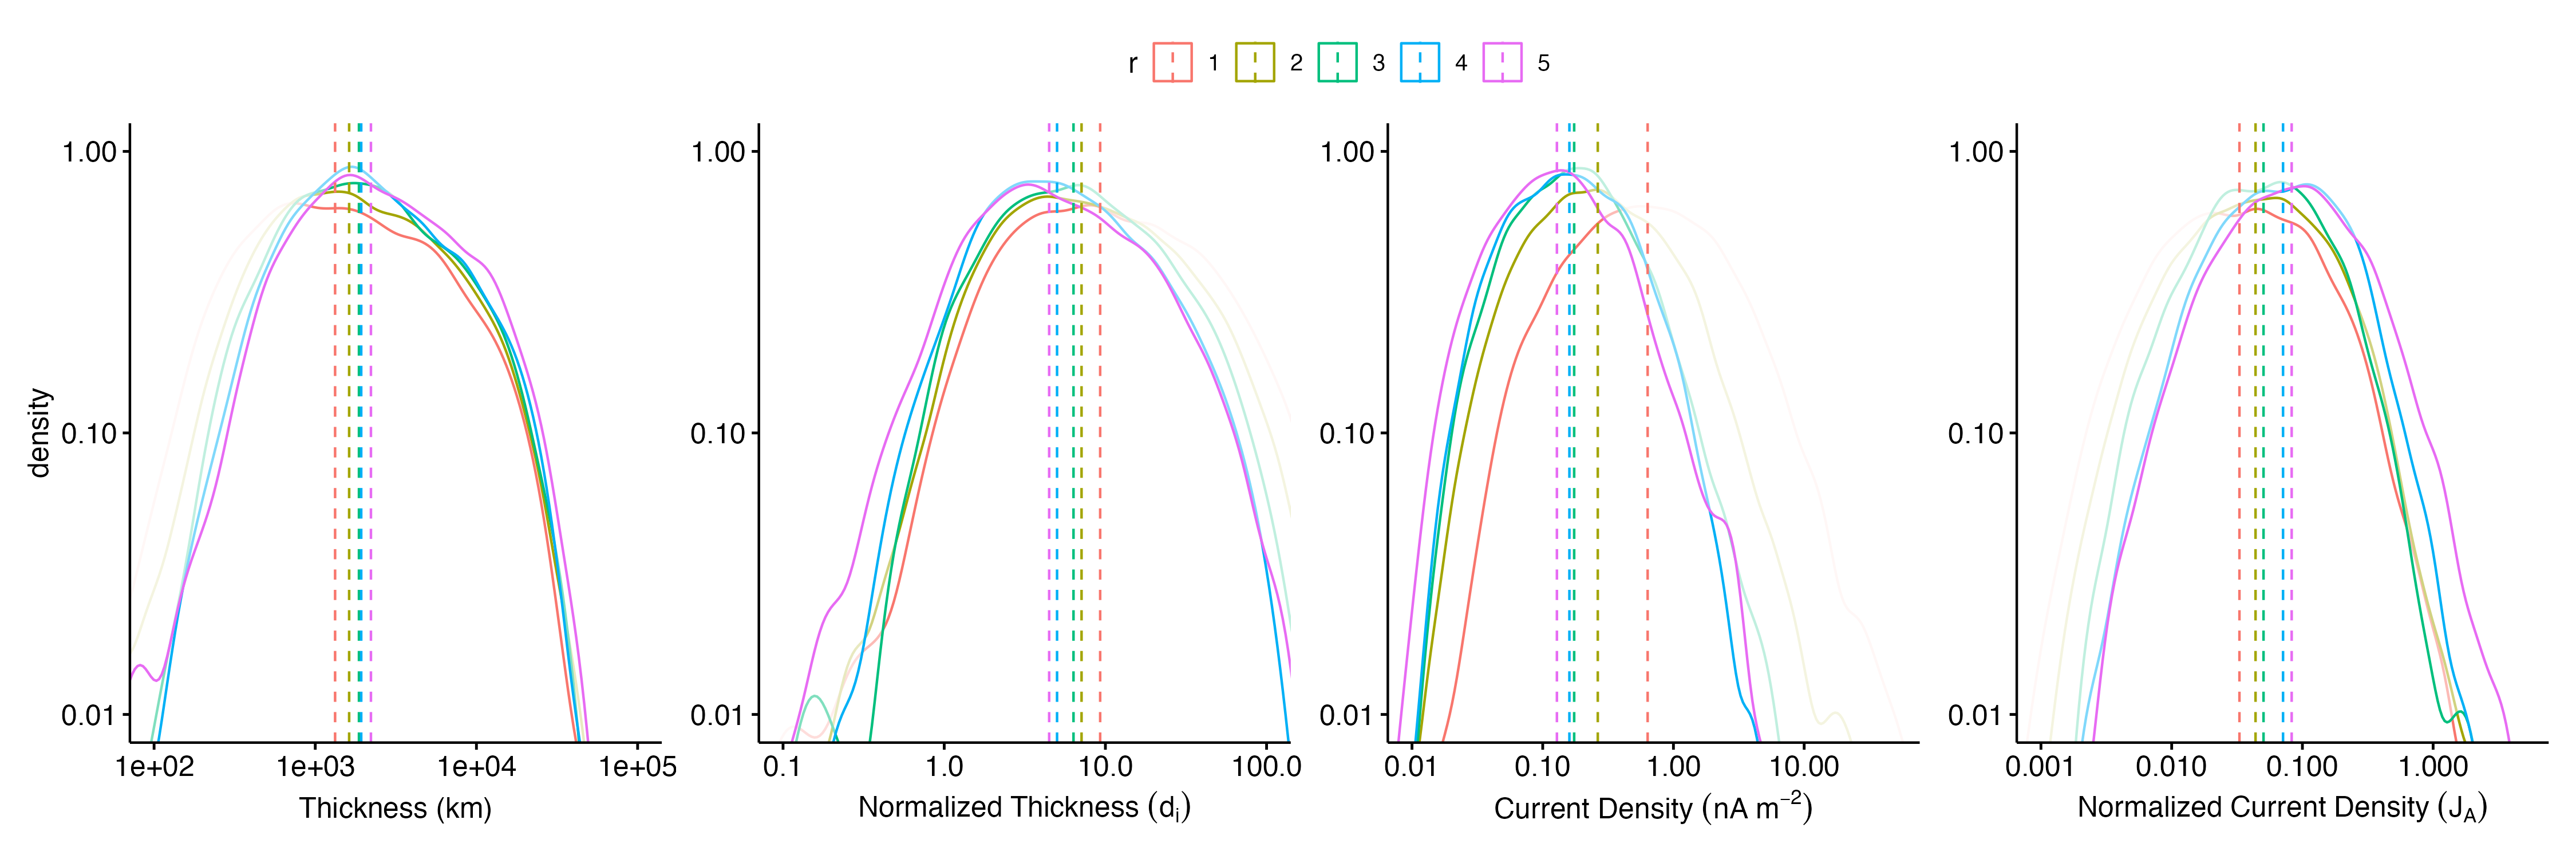 r 1 2 3 4 5
density
1.00
0.10
0.01
1e+02 1e+03 1e+04 1e+05
Thickness (km)
1.00
0.10
0.01
0.1 1.0 10.0 100.0
Normalized Thickness (dᵢ)
1.00
0.10
0.01
0.01 0.10 1.00 10.00
Current Density (nA m⁻²)
1.00
0.10
0.01
0.001 0.010 0.100 1.000
Normalized Current Density (J_A)